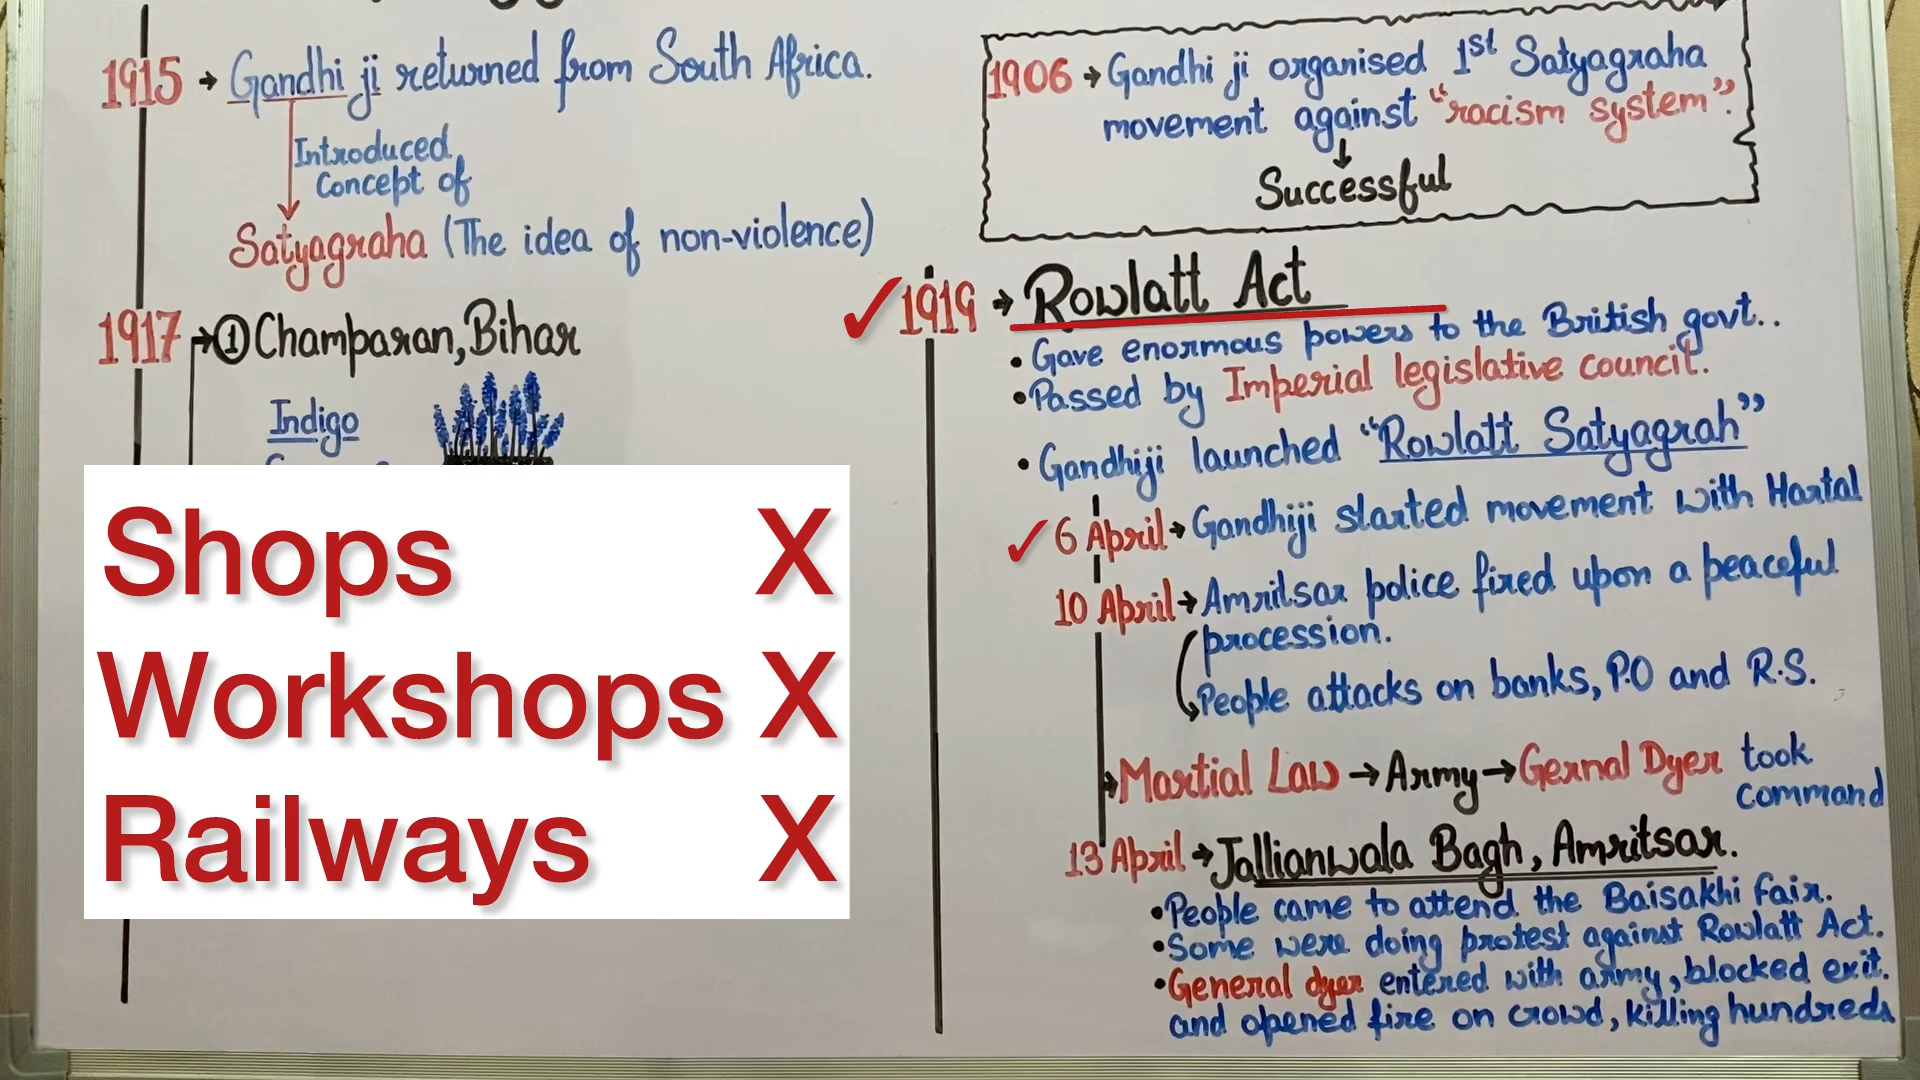 1915 → Gandhi ji returned from South Africa.
Introduced
Concept of
Satyagraha (The idea of non-violence)
1917 → ① Champaran, Bihar
Indigo
Shops X
Workshops X
Railways X
1906 → Gandhi ji organised 1st Satyagraha
movement against "racism system".
↓
Successful
✓ 1919 → Rowlatt Act
• Gave enormous powers to the British govt..
• Passed by Imperial legislative council.
• Gandhiji launched "Rowlatt Satyagrah"
✓ 6 April → Gandhiji started movement with Hartal
10 April → Amritsar police fired upon a peaceful
procession.
People attacks on banks, P.O and R.S.
Martial Law → Army → Gernal Dyer took
command
13 April → Jallianwala Bagh, Amritsar.
• People came to attend the Baisakhi fair.
• Some were doing protest against Rowlatt Act.
• General dyer entered with army, blocked exit.
and opened fire on crowd, killing hundreds